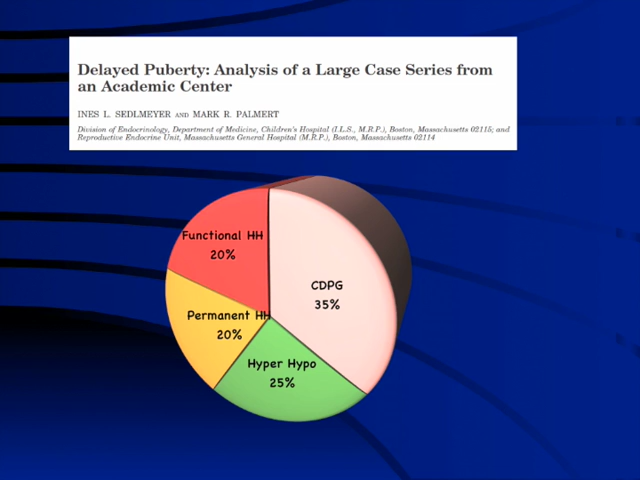 Delayed Puberty: Analysis of a Large Case Series from
an Academic Center
INES L. SEDLMEYER AND MARK R. PALMERT
Division of Endocrinology, Department of Medicine, Children's Hospital (I.L.S., M.R.P.), Boston, Massachusetts 02115; and
Reproductive Endocrine Unit, Massachusetts General Hospital (M.R.P.), Boston, Massachusetts 02114
Functional HH
20%
CDPG
35%
Permanent HH
20%
Hyper Hypo
25%